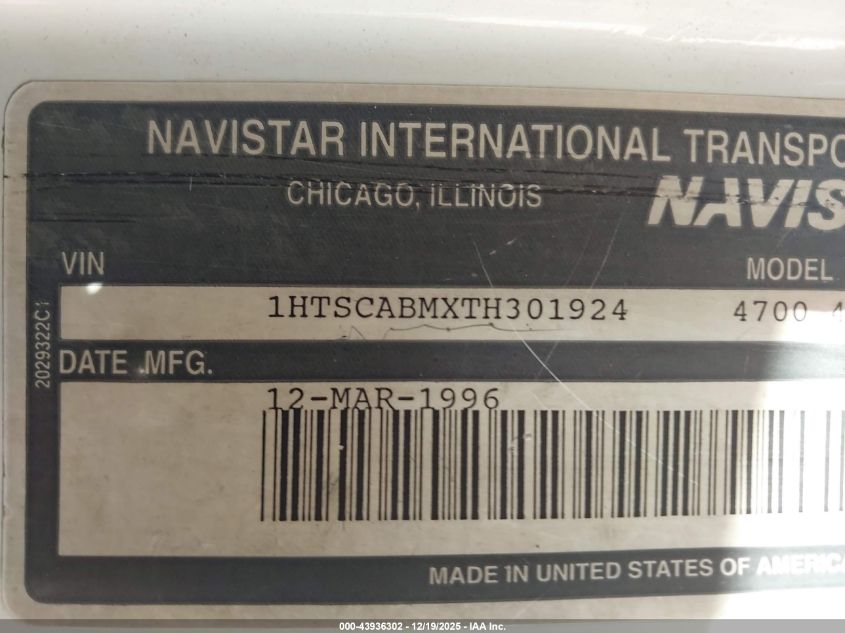 NAVISTAR INTERNATIONAL TRANSPO
CHICAGO, ILLINOIS
NAVIS
VIN
MODEL
1HTSCABMXTH301924
4700 4
2029322C1
DATE MFG.
12-MAR-1996
MADE IN UNITED STATES OF AMERICA
000-43936302 - 12/19/2025 - IAA Inc.